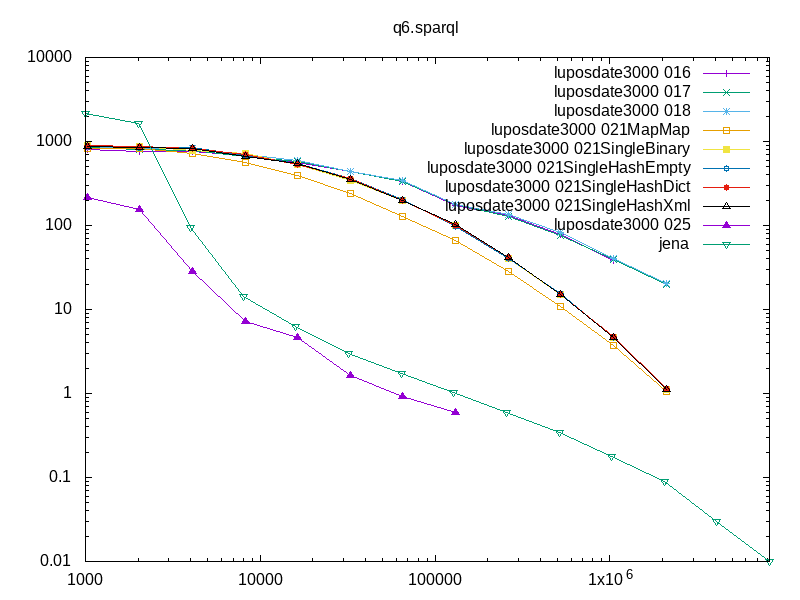 q6.sparql
10000
1000
100
10
1
0.1
0.01
luposdate3000 016
luposdate3000 017
luposdate3000 018
luposdate3000 021MapMap
luposdate3000 021SingleBinary
luposdate3000 021SingleHashEmpty
luposdate3000 021SingleHashDict
luposdate3000 021SingleHashXml
luposdate3000 025
jena
1000 10000 100000 1x10^6